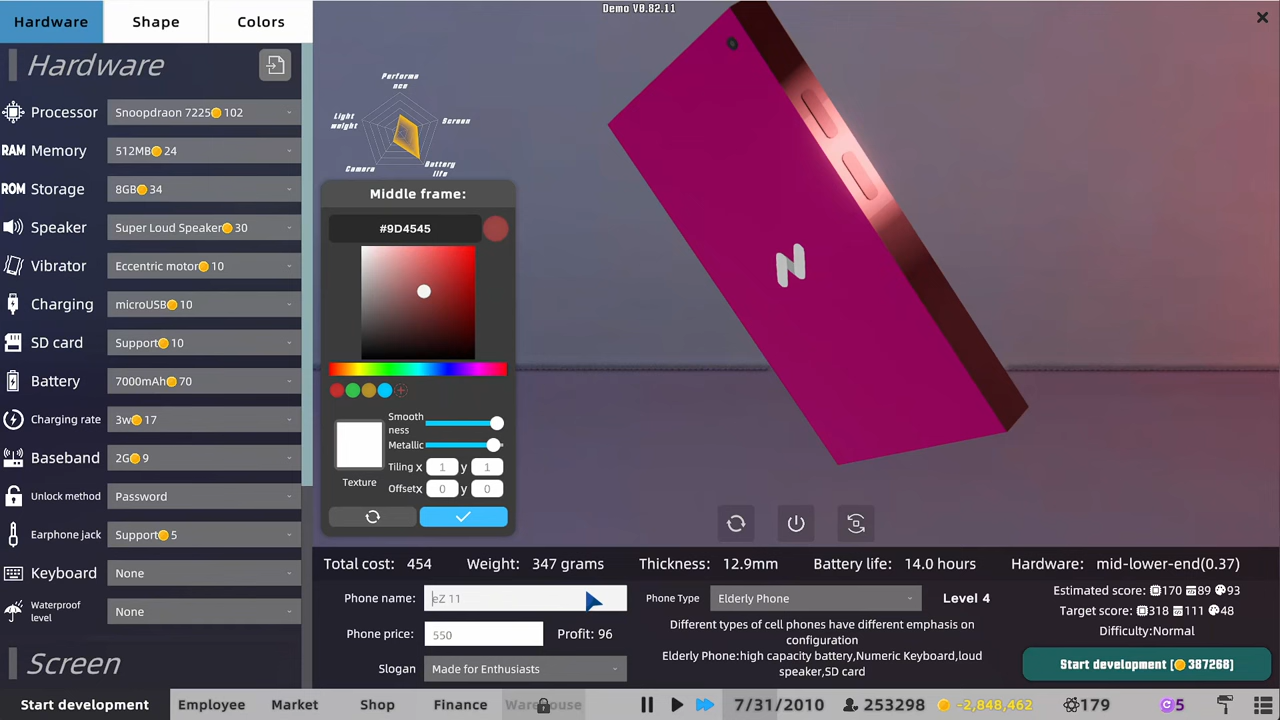 Hardware
Shape
Colors
Demo V0.82.11
Hardware
Processor
Snoopdraon 7225 102
RAM Memory
512MB 24
ROM Storage
8GB 34
Speaker
Super Loud Speaker 30
Vibrator
Eccentric motor 10
Charging
microUSB 10
SD card
Support 10
Battery
7000mAh 70
Charging rate
3w 17
Baseband
2G 9
Unlock method
Password
Earphone jack
Support 5
Keyboard
None
Waterproof
level
None
Screen
Performa
nce
Light
weight
Screen
Camera
Battery
life
Middle frame:
#9D4545
Smooth
ness
Metallic
Tiling x 1 y 1
Texture
Offset x 0 y 0
N
Total cost: 454
Weight: 347 grams
Thickness: 12.9mm
Battery life: 14.0 hours
Hardware: mid-lower-end(0.37)
Phone name:
eZ 11
Phone Type
Elderly Phone
Level 4
Phone price:
550
Profit: 96
Slogan
Made for Enthusiasts
Different types of cell phones have different emphasis on
configuration
Elderly Phone:high capacity battery,Numeric Keyboard,loud
speaker,SD card
Estimated score: 170 89 93
Target score: 318 111 48
Difficulty:Normal
Start development [ 387268]
Start development
Employee
Market
Shop
Finance
Warehouse
7/31/2010
253298
-2,848,462
179
5